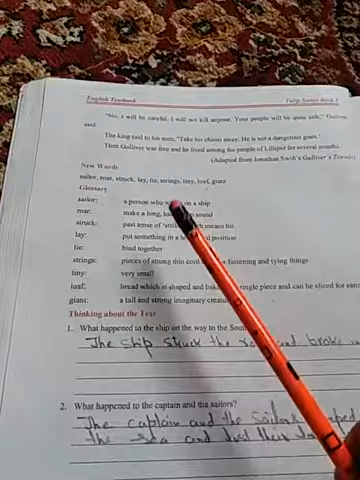 English Textbook Tulip Series Book-
"No, I will be careful. I will not kill anyone. Your people will be quite safe," Gulliver
said.
The king said to his men, "Take his chains away. He is not a dangerous giant.'
Then Gulliver was free and he lived among the people of Lilliput for several months.
(Adapted from Jonathan Swift's Gulliver's Travels)
New Words
sailor, roar, struck, lay, tie, strings, tiny, loaf, giant
Glossary
sailor: a person who on a ship
roar: make a long, sound
struck: past tense of means hit
lay: put something in a position
tie: bind together
strings: pieces of strong thin fastening and tying things
tiny: very small
loaf: bread which is shaped and single piece and can be sliced for
giant: a tall and strong imaginary
Thinking about the Text
1. What happened to the ship on the way to the
The ship struck the and broke
2. What happened to the captain and the sailors?
The captain and the
the sea and lost their